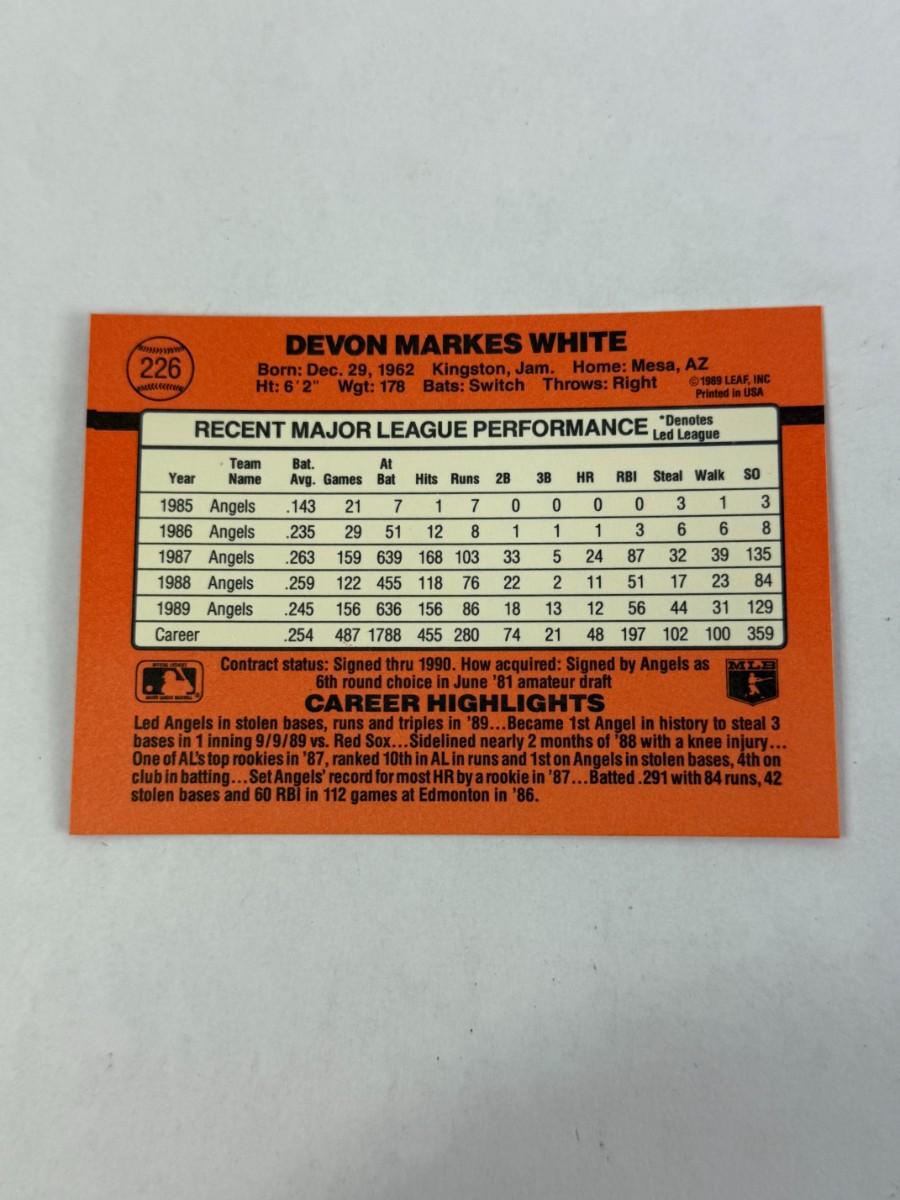 226
DEVON MARKES WHITE
Born: Dec. 29, 1962 Kingston, Jam. Home: Mesa, AZ
Ht: 6'2" Wgt: 178 Bats: Switch Throws: Right
©1989 LEAF, INC
Printed in USA
RECENT MAJOR LEAGUE PERFORMANCE *Denotes Led League
Year Team Name Bat. Avg. Games At Bat Hits Runs 2B 3B HR RBI Steal Walk SO
1985 Angels .143 21 7 1 7 0 0 0 0 3 1 3
1986 Angels .235 29 51 12 8 1 1 1 3 6 6 8
1987 Angels .263 159 639 168 103 33 5 24 87 32 39 135
1988 Angels .259 122 455 118 76 22 2 11 51 17 23 84
1989 Angels .245 156 636 156 86 18 13 12 56 44 31 129
Career .254 487 1788 455 280 74 21 48 197 102 100 359
Contract status: Signed thru 1990. How acquired: Signed by Angels as
6th round choice in June '81 amateur draft
MLB
CAREER HIGHLIGHTS
Led Angels in stolen bases, runs and triples in '89...Became 1st Angel in history to steal 3
bases in 1 inning 9/9/89 vs. Red Sox...Sidelined nearly 2 months of '88 with a knee injury...
One of AL's top rookies in '87, ranked 10th in AL in runs and 1st on Angels in stolen bases, 4th on
club in batting...Set Angels' record for most HR by a rookie in '87...Batted .291 with 84 runs, 42
stolen bases and 60 RBI in 112 games at Edmonton in '86.